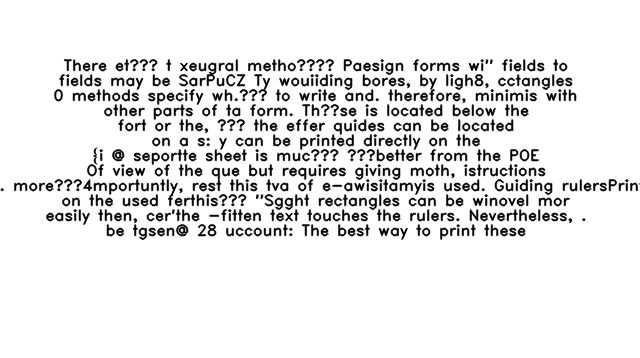 There et??? t xeugral metho???? Paesign forms wi'' fields to
fields may be SarPuCZ Ty wouiiding bores, by ligh8, cctangles
0 methods specify wh.??? to write and. therefore, minimis with
other parts of ta form. Th??se is located below the
fort or the, ??? the effer quides can be located
on a s: y can be printed directly on the
{i @ seportte sheet is muc??? ???better from the POE
Of view of the que but requires giving moth, istructions
. more???4mportuntly, rest this tva of e-awisitamyis used. Guiding rulersPrin
on the used ferthis??? "Sgght rectangles can be winovel mor
easily then, cer'the -fitten text touches the rulers. Nevertheless, .
be tgsen@ 28 uccount: The best way to print these